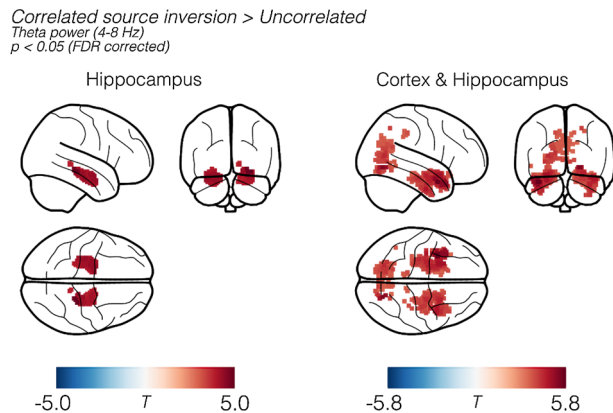 Correlated source inversion > Uncorrelated
Theta power (4-8 Hz)
p < 0.05 (FDR corrected)
Hippocampus
Cortex & Hippocampus
-5.0 T 5.0
-5.8 T 5.8